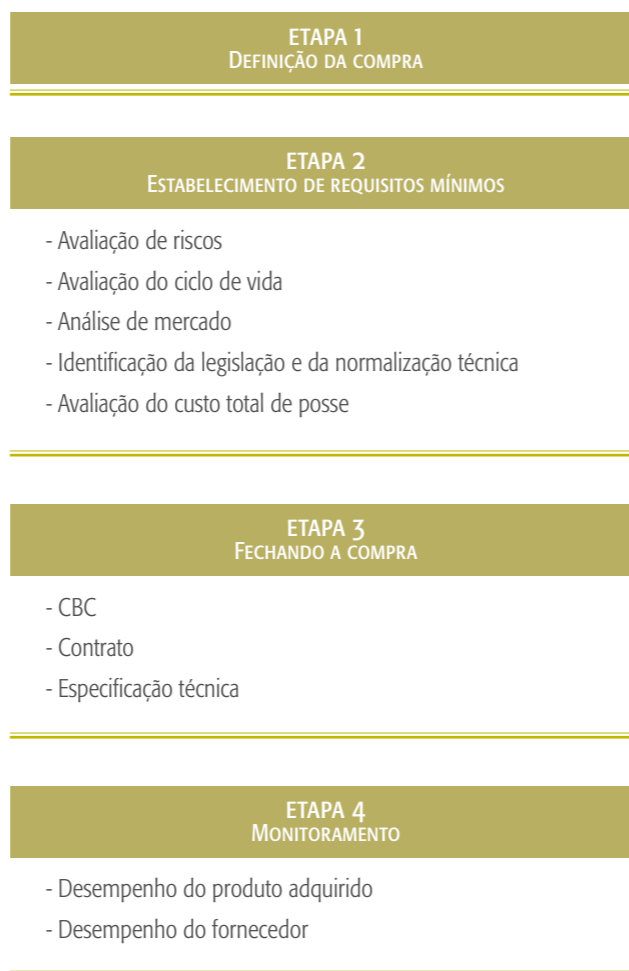 ETAPA 1
DEFINIÇÃO DA COMPRA
ETAPA 2
ESTABELECIMENTO DE REQUISITOS MÍNIMOS
- Avaliação de riscos
- Avaliação do ciclo de vida
- Análise de mercado
- Identificação da legislação e da normalização técnica
- Avaliação do custo total de posse
ETAPA 3
FECHANDO A COMPRA
- CBC
- Contrato
- Especificação técnica
ETAPA 4
MONITORAMENTO
- Desempenho do produto adquirido
- Desempenho do fornecedor